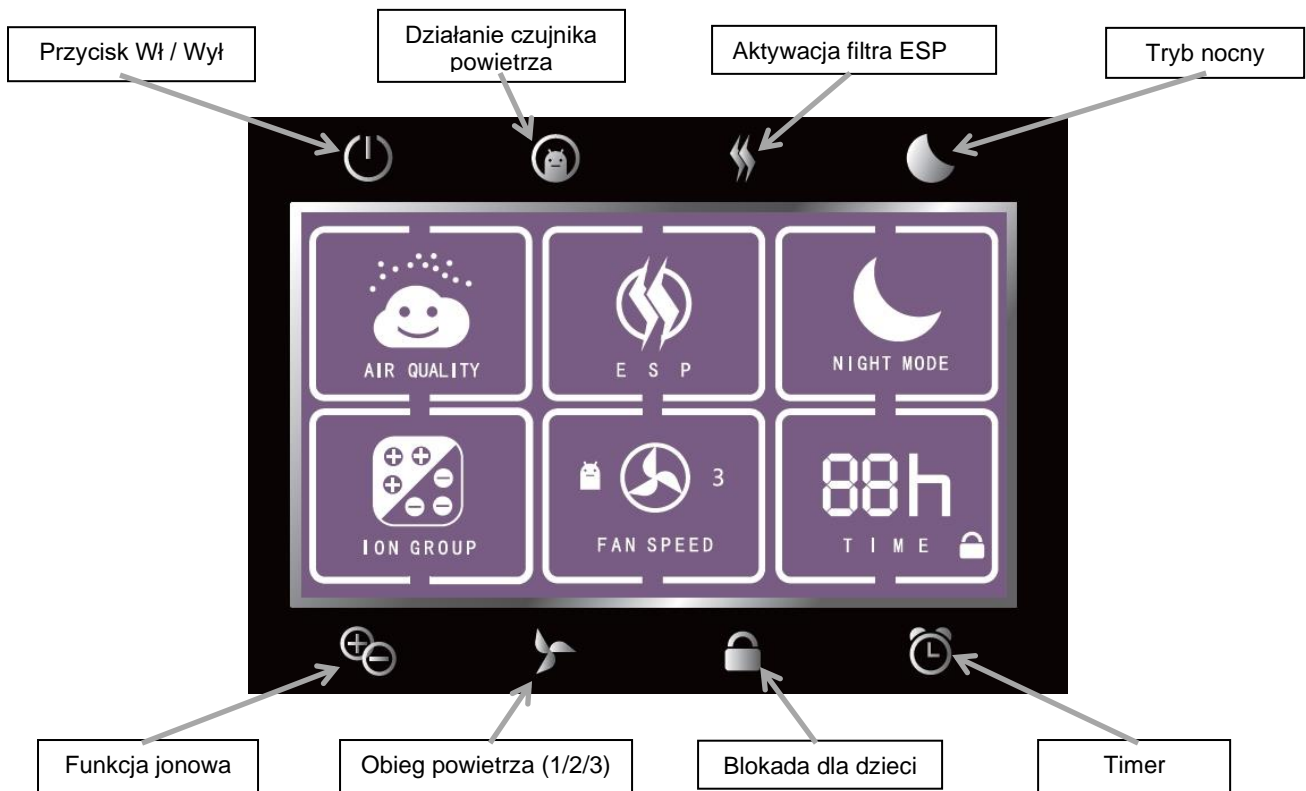 Przycisk Wł / Wył
Działanie czujnika
powietrza
Aktywacja filtra ESP
Tryb nocny
AIR QUALITY
E S P
NIGHT MODE
ION GROUP
3
FAN SPEED
88h
T I M E
Funkcja jonowa
Obieg powietrza (1/2/3)
Blokada dla dzieci
Timer